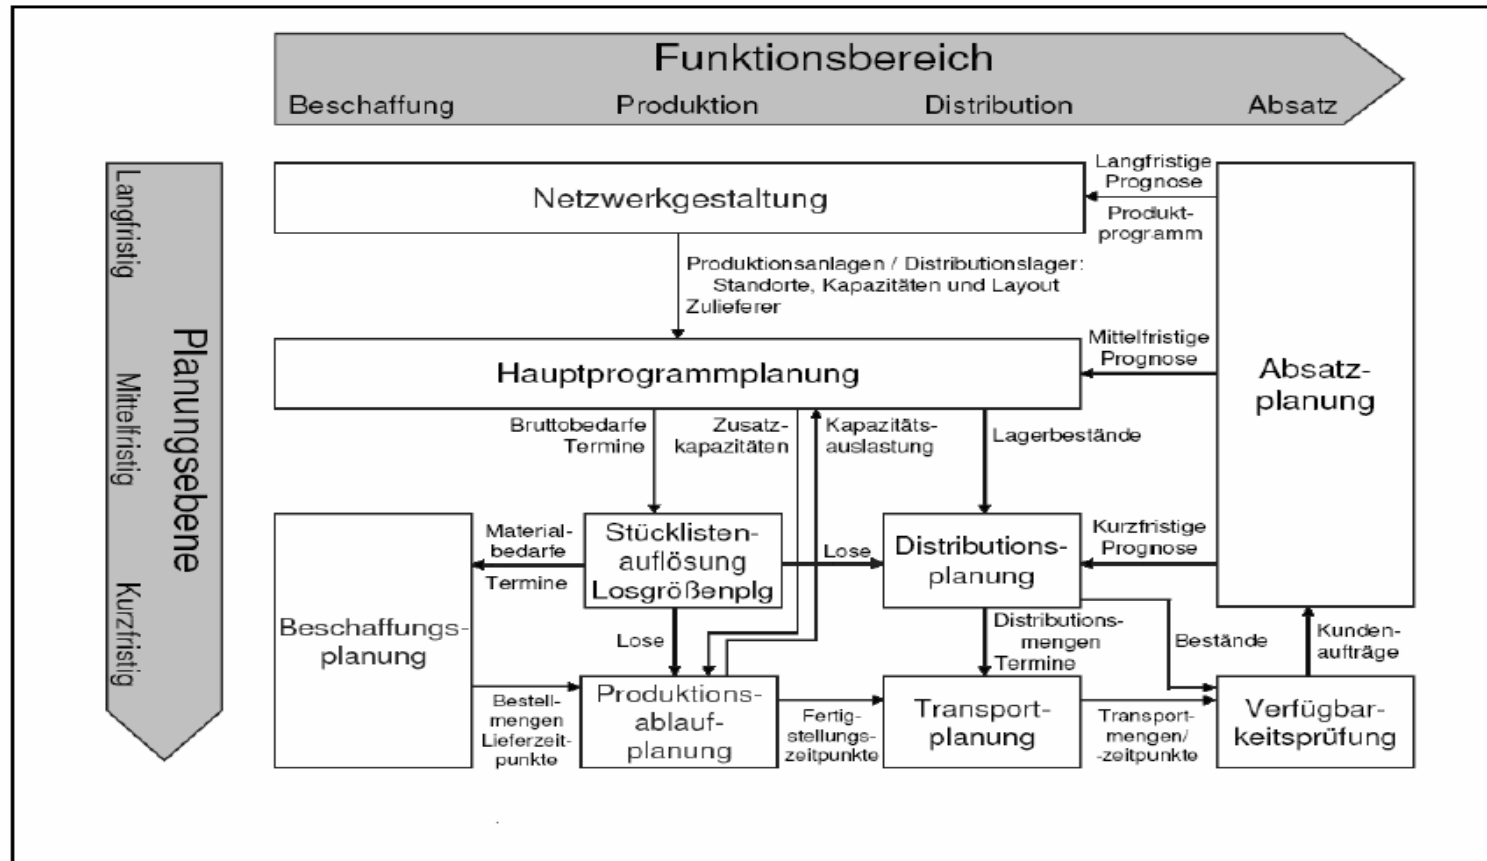 Funktionsbereich
Beschaffung Produktion Distribution Absatz
Planungsebene
Langfristig
Mittelfristig
Kurzfristig
Netzwerkgestaltung
Langfristige
Prognose
Produkt-
programm
Produktionsanlagen / Distributionslager:
Standorte, Kapazitäten und Layout
Zulieferer
Hauptprogrammplanung
Mittelfristige
Prognose
Absatz-
planung
Bruttobedarfe
Termine
Zusatz-
kapazitäten
Kapazitäts-
auslastung
Lagerbestände
Material-
bedarfe
Termine
Stücklisten-
auflösung
Losgrößenplg
Lose
Distributions-
planung
Kurzfristige
Prognose
Beschaffungs-
planung
Lose
Distributions-
mengen
Termine
Bestände
Kunden-
aufträge
Bestell-
mengen
Lieferzeit-
punkte
Produktions-
ablauf-
planung
Fertig-
stellungs-
zeitpunkte
Transport-
planung
Transport-
mengen/
-zeitpunkte
Verfügbar-
keitsprüfung